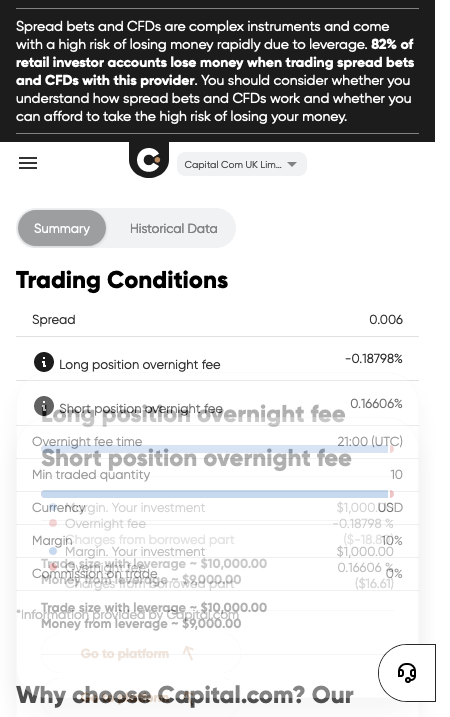 Spread bets and CFDs are complex instruments and come
with a high risk of losing money rapidly due to leverage. 82% of
retail investor accounts lose money when trading spread bets
and CFDs with this provider. You should consider whether you
understand how spread bets and CFDs work and whether you
can afford to take the high risk of losing your money.
Capital Com UK Lim...
Summary Historical Data
Trading Conditions
Spread 0.006
Long position overnight fee -0.18798%
Short position overnight fee 0.16606%
Long position overnight fee
Overnight fee time 21:00 (UTC)
Short position overnight fee
Min traded quantity 10
Currency USD
Margin. Your investment $1,000.00
Overnight fee -0.18798 %
Charges from borrowed part
Margin 10%
Margin. Your investment $1,000.00
Trade size with leverage ~ $10,000.00
Overnight fee 0.16606 %
Commission on trade 0%
Money from leverage ~ $9,000.00
Charges from borrowed part ($16.61)
Trade size with leverage ~ $10,000.00
*Information provided by Capital.com
Money from leverage ~ $9,000.00
Go to platform
Why choose Capital.com? Our